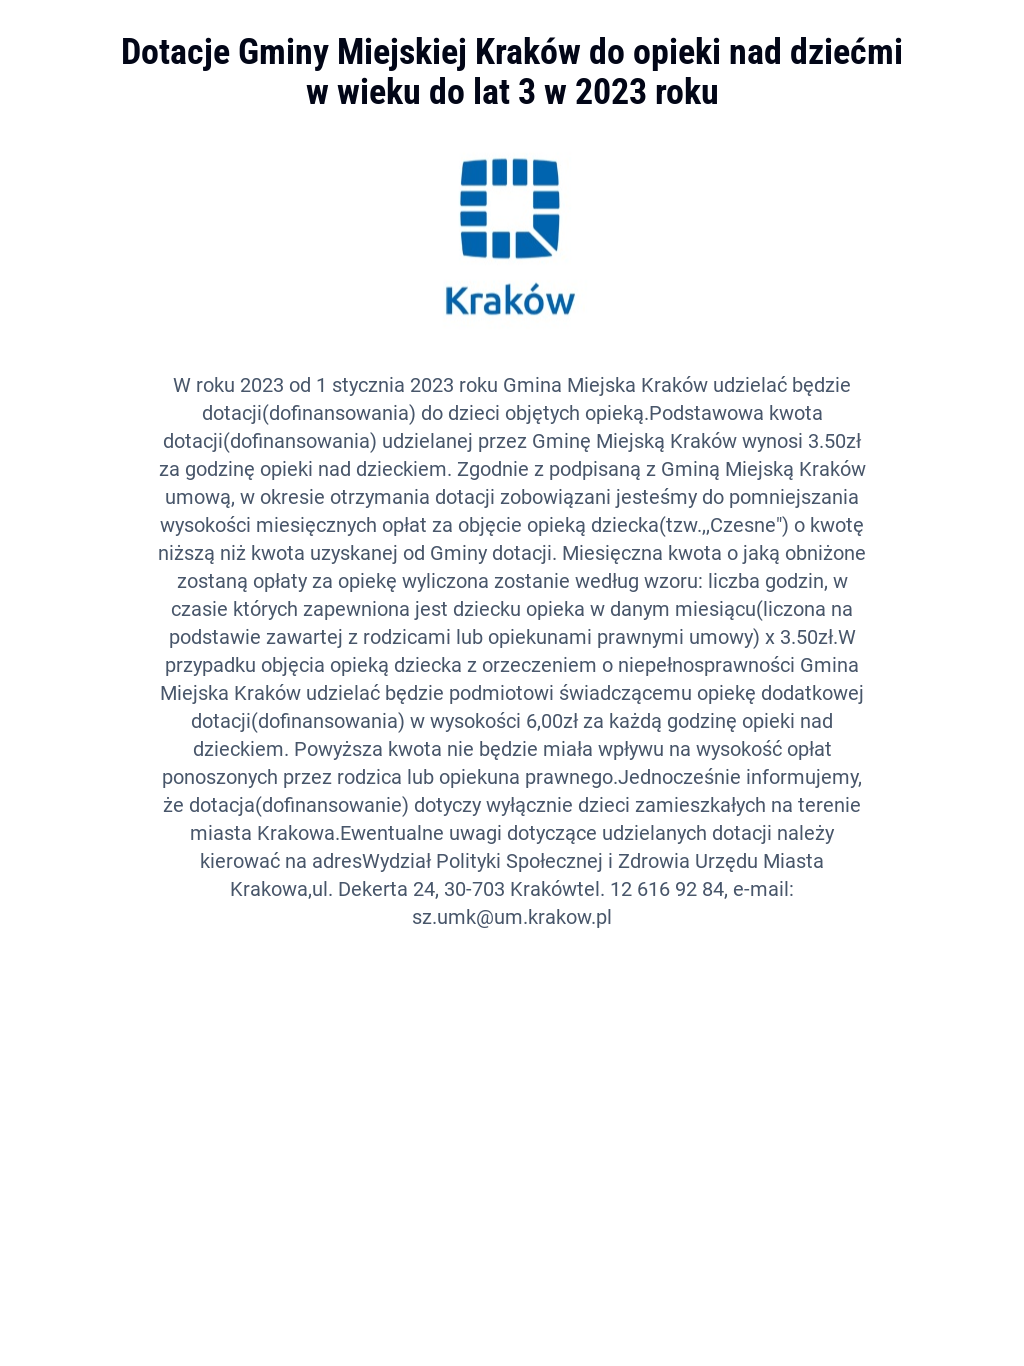 Dotacje Gminy Miejskiej Kraków do opieki nad dziećmi
w wieku do lat 3 w 2023 roku
Kraków
W roku 2023 od 1 stycznia 2023 roku Gmina Miejska Kraków udzielać będzie
dotacji(dofinansowania) do dzieci objętych opieką.Podstawowa kwota
dotacji(dofinansowania) udzielanej przez Gminę Miejską Kraków wynosi 3.50zł
za godzinę opieki nad dzieckiem. Zgodnie z podpisaną z Gminą Miejską Kraków
umową, w okresie otrzymania dotacji zobowiązani jesteśmy do pomniejszania
wysokości miesięcznych opłat za objęcie opieką dziecka(tzw.,,Czesne") o kwotę
niższą niż kwota uzyskanej od Gminy dotacji. Miesięczna kwota o jaką obniżone
zostaną opłaty za opiekę wyliczona zostanie według wzoru: liczba godzin, w
czasie których zapewniona jest dziecku opieka w danym miesiącu(liczona na
podstawie zawartej z rodzicami lub opiekunami prawnymi umowy) x 3.50zł.W
przypadku objęcia opieką dziecka z orzeczeniem o niepełnosprawności Gmina
Miejska Kraków udzielać będzie podmiotowi świadczącemu opiekę dodatkowej
dotacji(dofinansowania) w wysokości 6,00zł za każdą godzinę opieki nad
dzieckiem. Powyższa kwota nie będzie miała wpływu na wysokość opłat
ponoszonych przez rodzica lub opiekuna prawnego.Jednocześnie informujemy,
że dotacja(dofinansowanie) dotyczy wyłącznie dzieci zamieszkałych na terenie
miasta Krakowa.Ewentualne uwagi dotyczące udzielanych dotacji należy
kierować na adresWydział Polityki Społecznej i Zdrowia Urzędu Miasta
Krakowa,ul. Dekerta 24, 30-703 Krakówtel. 12 616 92 84, e-mail:
sz.umk@um.krakow.pl